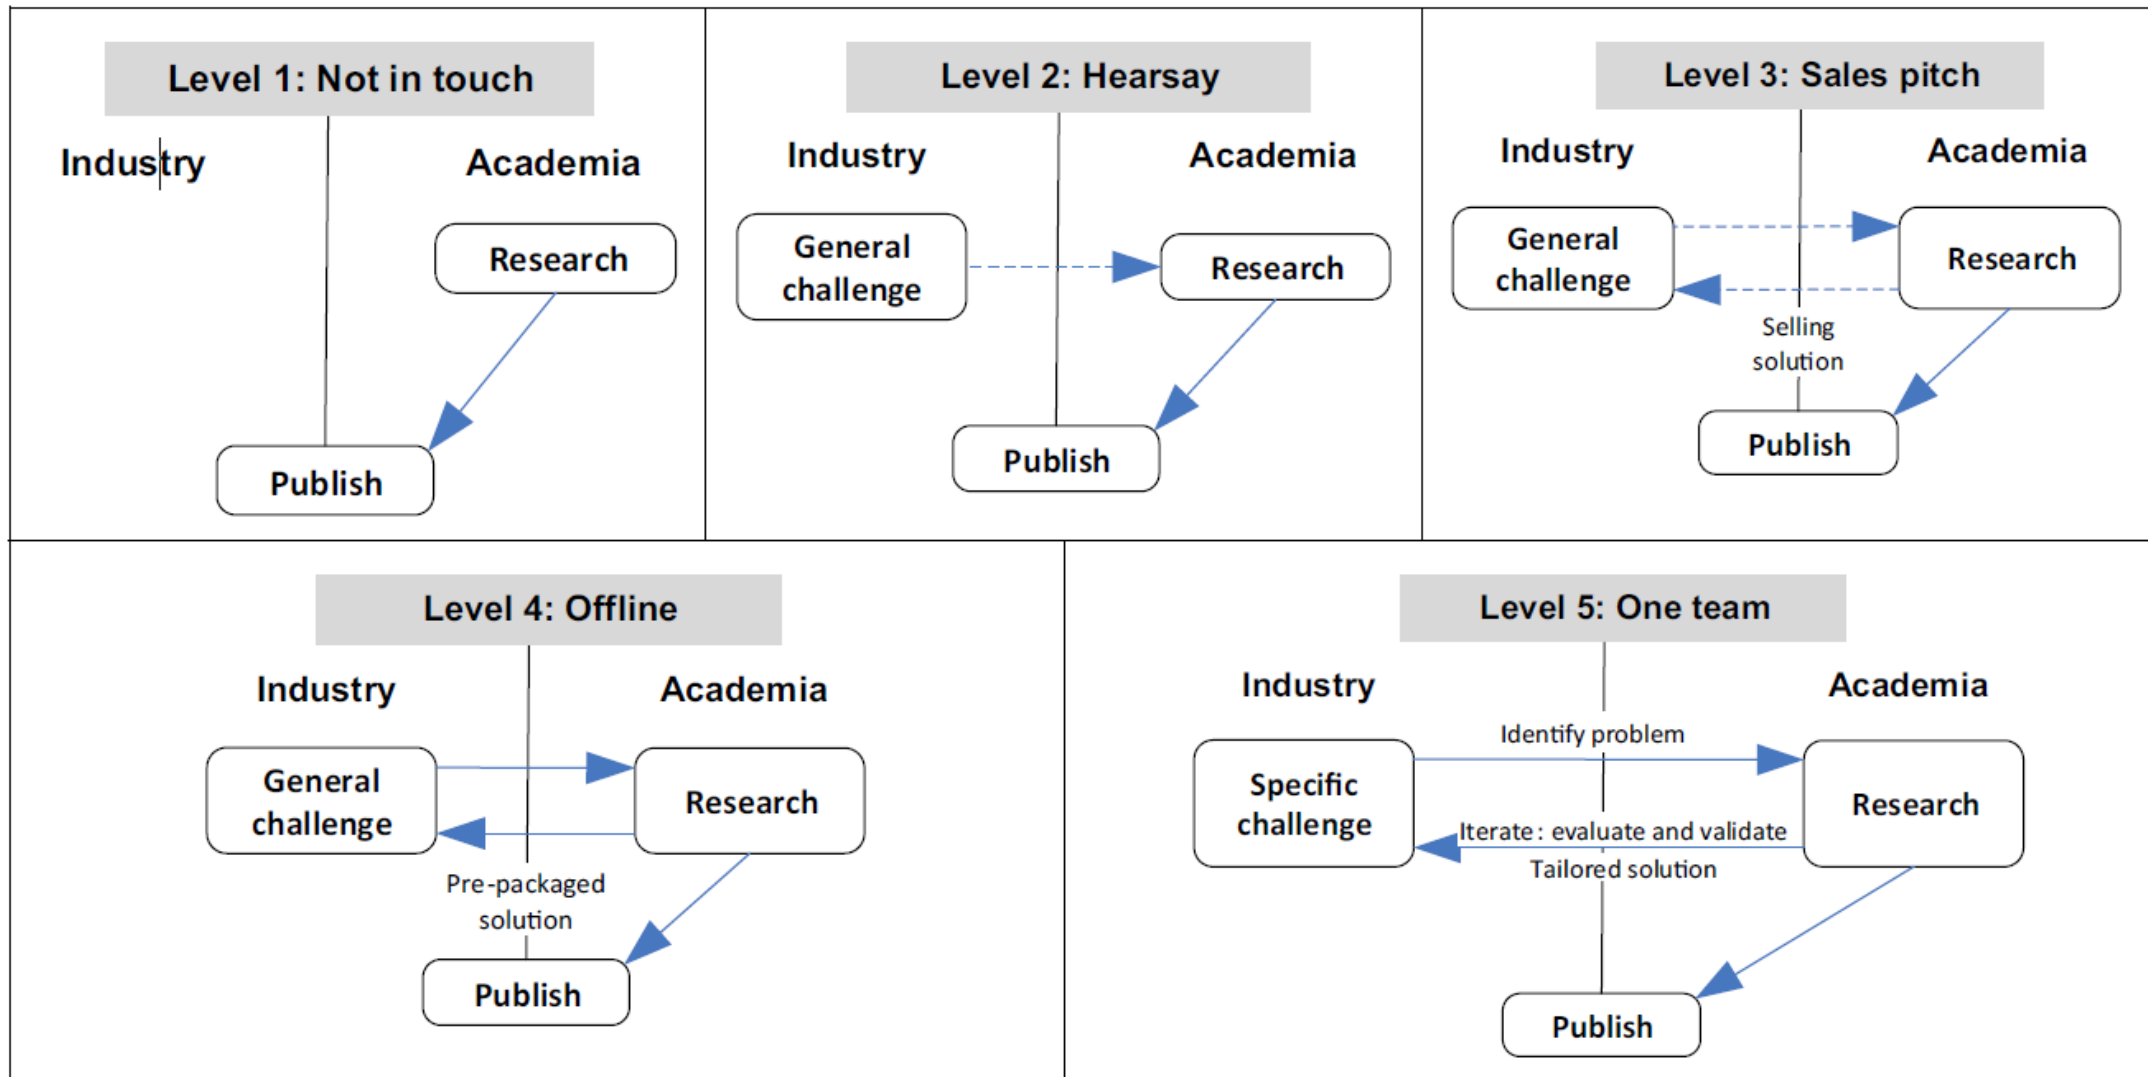 Level 1: Not in touch
Industry
Academia
Research
Publish
Level 2: Hearsay
Industry
Academia
General
challenge
Research
Publish
Level 3: Sales pitch
Industry
Academia
General
challenge
Research
Selling
solution
Publish
Level 4: Offline
Industry
Academia
General
challenge
Research
Pre-packaged
solution
Publish
Level 5: One team
Industry
Academia
Identify problem
Specific
challenge
Research
Iterate: evaluate and validate
Tailored solution
Publish